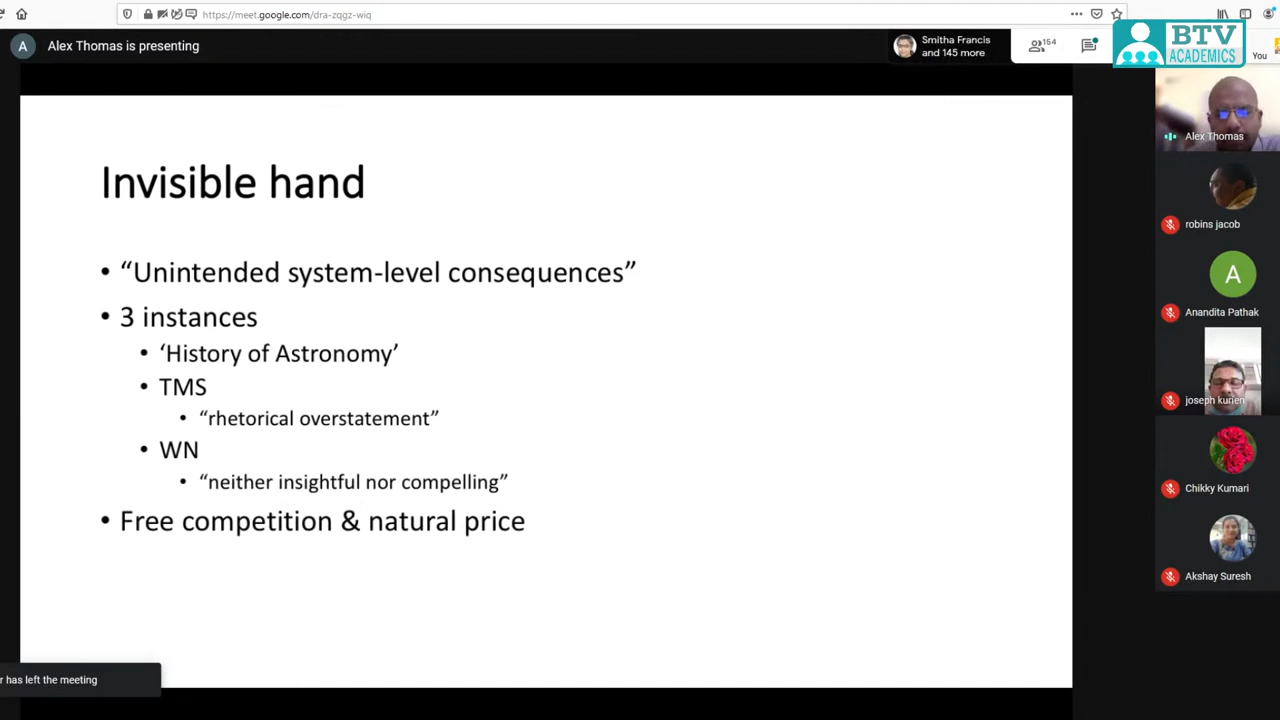 https://meet.google.com/dra-zqgz-wiq
A
Alex Thomas is presenting
Smitha Francis
and 145 more
154
BTV
ACADEMICS
You
Invisible hand
• “Unintended system-level consequences”
• 3 instances
• ‘History of Astronomy’
• TMS
• “rhetorical overstatement”
• WN
• “neither insightful nor compelling”
• Free competition & natural price
Alex Thomas
robins jacob
A
Anandita Pathak
joseph kurien
Chikky Kumari
Akshay Suresh
r has left the meeting